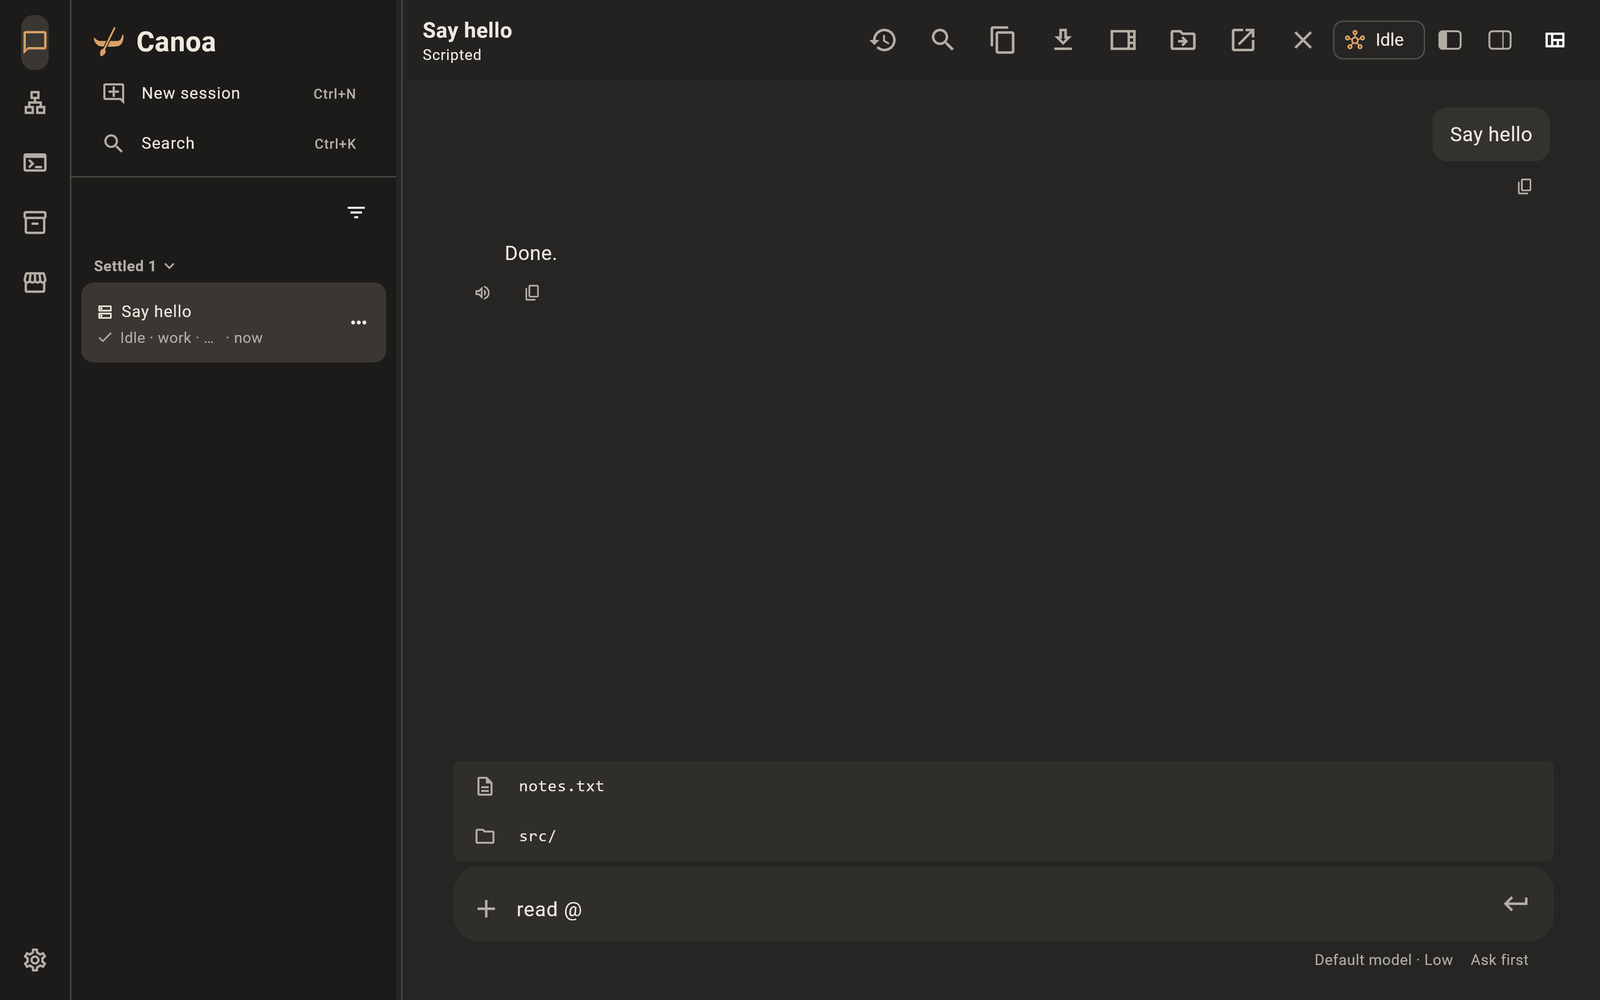 Canoa
New session Ctrl+N
Search Ctrl+K
Settled 1
Say hello
Idle · work · … · now
Say hello
Scripted
Idle
Say hello
Done.
notes.txt
src/
read @
Default model · Low Ask first